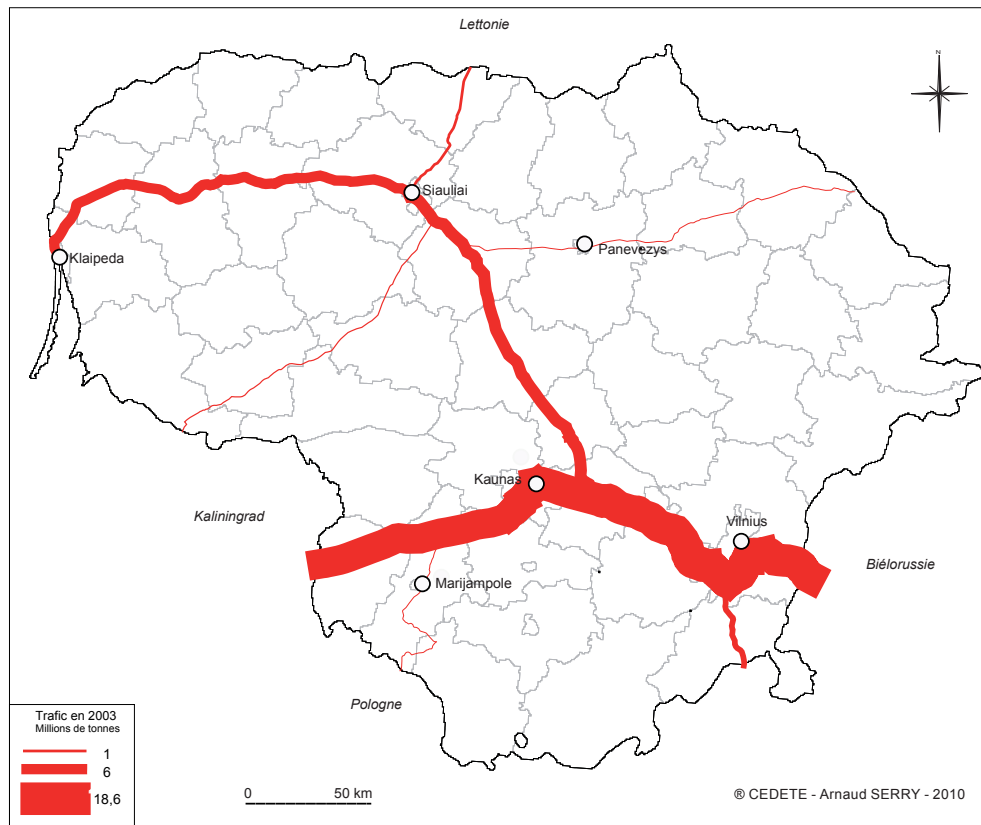 Lettonie
N
Siauliai
Panevezys
Klaipeda
Kaunas
Kaliningrad
Vilnius
Biélorussie
Marijampole
Pologne
Trafic en 2003
Millions de tonnes
1
6
18,6
0 50 km
® CEDETE - Arnaud SERRY - 2010